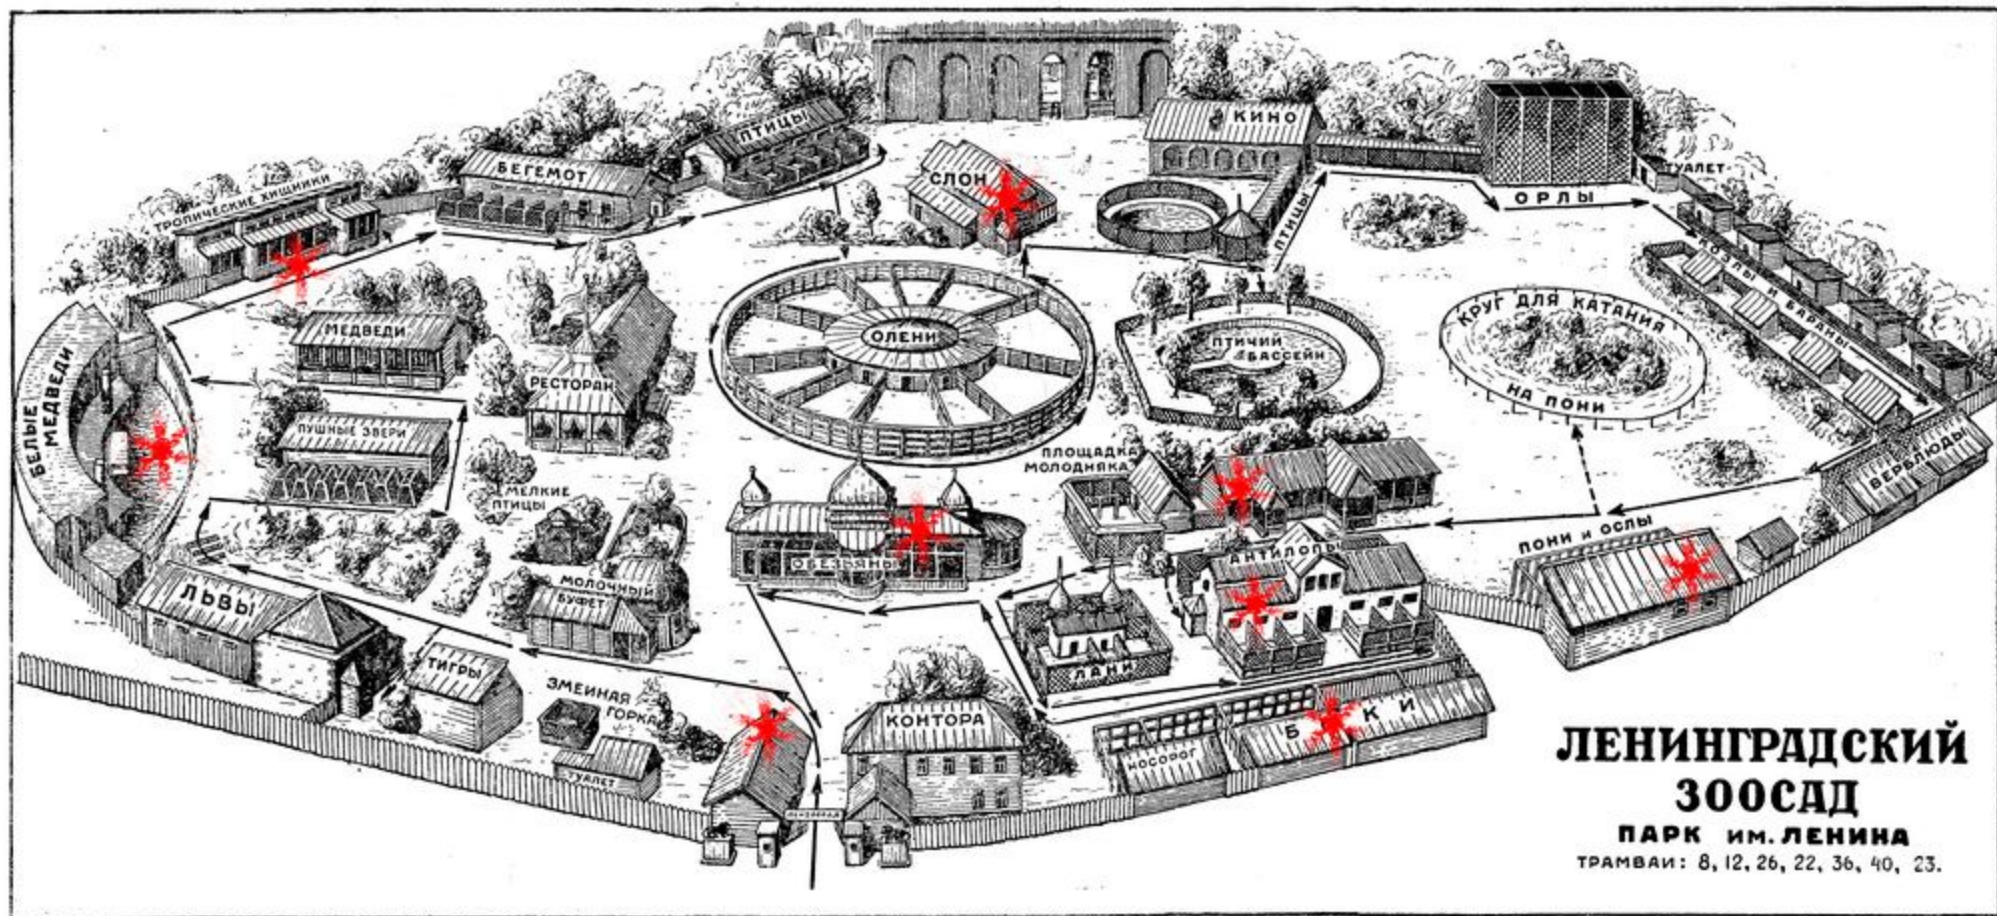 КИНО
ПТИЦЫ
БЕГЕМОТ
СЛОН
ТУАЛЕТ
ОРЛЫ
ТРОПИЧЕСКИЕ ХИЩНИКИ
ПТИЦЫ
КОЗЛЫ И БАРАНЫ
МЕДВЕДИ
ОЛЕНИ
ПТИЧИЙ
БАССЕЙН
КРУГ ДЛЯ КАТАНИЯ
НА ПОНИ
БЕЛЫЕ
МЕДВЕДИ
РЕСТОРАН
ПУШНЫЕ ЗВЕРИ
ПЛОЩАДКА
МОЛОДНЯКА
ВЕРБЛЮДЫ
МЕЛКИЕ
ПТИЦЫ
ПОНИ И ОСЛЫ
ОБЕЗЬЯНЫ
АНТИЛОПЫ
МОЛОЧНЫЙ
БУФЕТ
ЛЬВЫ
ТИГРЫ
ЛАНИ
ЗМЕИНАЯ
ГОРКА
КОНТОРА
Б КИ
НОСОРОГ
ТУАЛЕТ
ЛЕНИНГРАДСКИЙ
ЗООСАД
ПАРК им. ЛЕНИНА
ТРАМВАИ: 8, 12, 26, 22, 36, 40, 23.